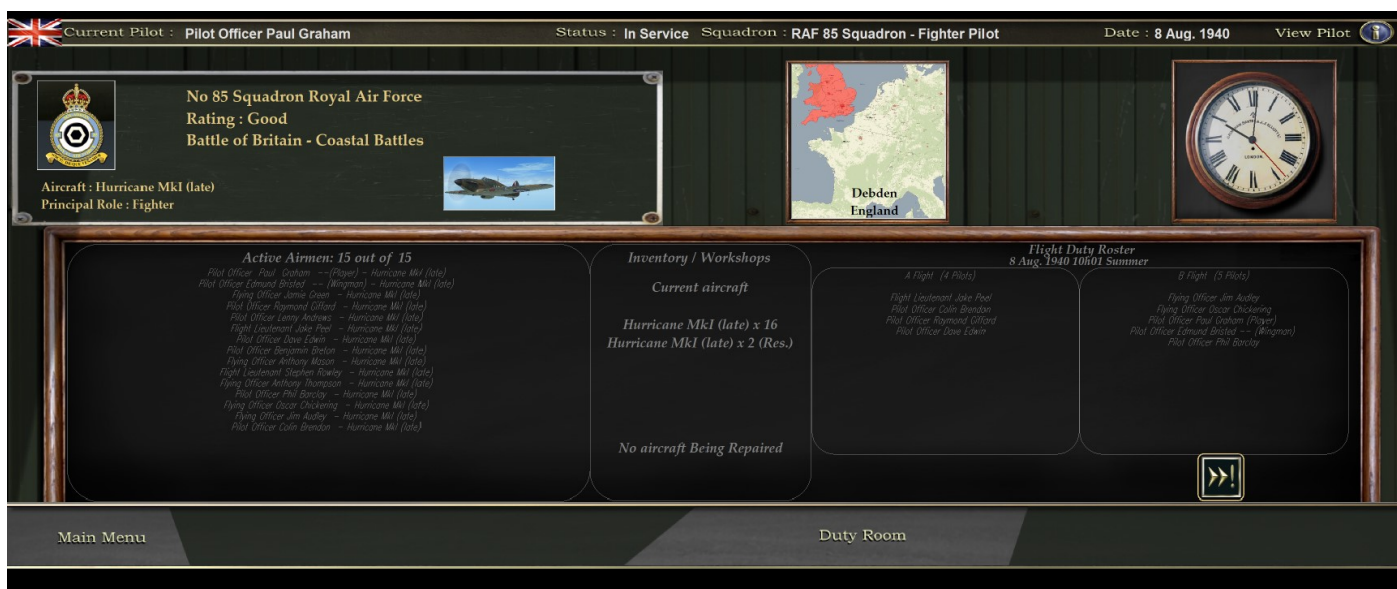 Current Pilot : Pilot Officer Paul Graham Status : In Service Squadron : RAF 85 Squadron - Fighter Pilot Date : 8 Aug. 1940 View Pilot
No 85 Squadron Royal Air Force
Rating : Good
Battle of Britain - Coastal Battles
Aircraft : Hurricane MkI (late)
Principal Role : Fighter
Debden
England
LONDON
Active Airmen: 15 out of 15
Pilot Officer Paul Graham --(Player) - Hurricane MkI (late)
Pilot Officer Edmund Bristed -- (Wingman) - Hurricane MkI (late)
Flying Officer Jamie Green - Hurricane MkI (late)
Pilot Officer Raymond Giffard - Hurricane MkI (late)
Pilot Officer Lenny Andrews - Hurricane MkI (late)
Flight Lieutenant Jake Peel - Hurricane MkI (late)
Pilot Officer Dave Edwin - Hurricane MkI (late)
Pilot Officer Benjamin Breton - Hurricane MkI (late)
Flying Officer Anthony Mason - Hurricane MkI (late)
Flight Lieutenant Stephen Rowley - Hurricane MkI (late)
Flying Officer Anthony Thompson - Hurricane MkI (late)
Pilot Officer Phil Barclay - Hurricane MkI (late)
Flying Officer Oscar Chickering - Hurricane MkI (late)
Flying Officer Jim Audley - Hurricane MkI (late)
Pilot Officer Colin Brendon - Hurricane MkI (late)
Inventory / Workshops
Current aircraft
Hurricane MkI (late) x 16
Hurricane MkI (late) x 2 (Res.)
No aircraft Being Repaired
Flight Duty Roster
8 Aug. 1940 10h01 Summer
A Flight (4 Pilots)
Flight Lieutenant Jake Peel
Pilot Officer Colin Brendon
Pilot Officer Raymond Giffard
Pilot Officer Dave Edwin
B Flight (5 Pilots)
Flying Officer Jim Audley
Flying Officer Oscar Chickering
Pilot Officer Paul Graham (Player)
Pilot Officer Edmund Bristed -- (Wingman)
Pilot Officer Phil Barclay
Main Menu
Duty Room